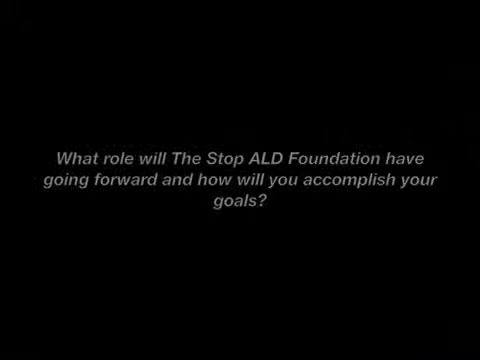 What role will The Stop ALD Foundation have
going forward and how will you accomplish your
goals?